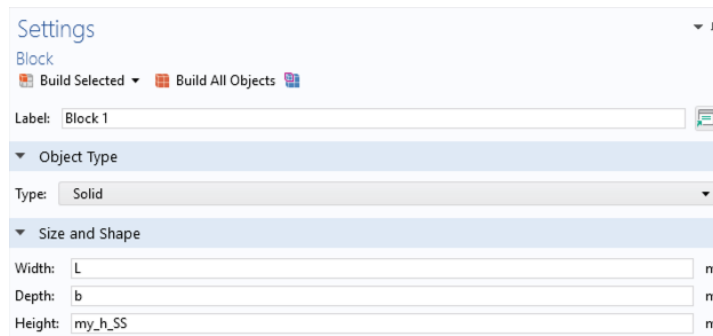 Settings
Block
Build Selected Build All Objects
Label: Block 1
Object Type
Type: Solid
Size and Shape
Width: L
Depth: b
Height: my_h_SS